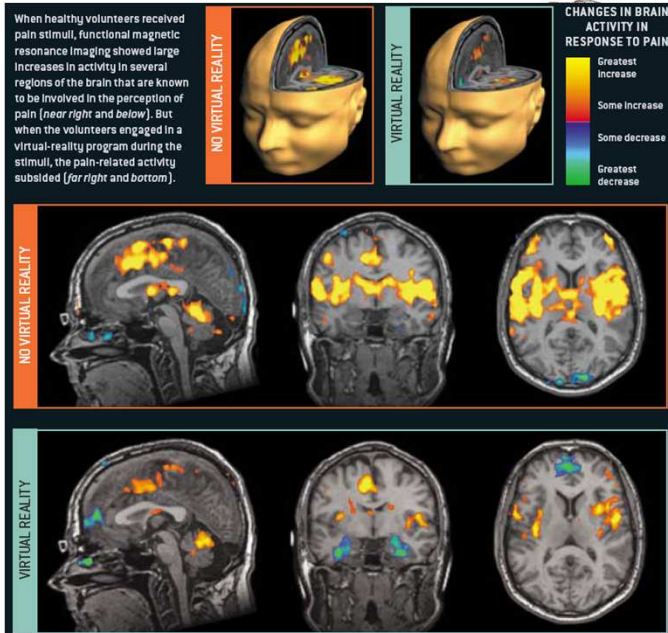 When healthy volunteers received
pain stimuli, functional magnetic
resonance imaging showed large
increases in activity in several
regions of the brain that are known
to be involved in the perception of
pain (near right and below). But
when the volunteers engaged in a
virtual-reality program during the
stimuli, the pain-related activity
subsided (far right and bottom).
NO VIRTUAL REALITY
VIRTUAL REALITY
CHANGES IN BRAIN
ACTIVITY IN
RESPONSE TO PAIN
Greatest
increase
Some increase
Some decrease
Greatest
decrease
NO VIRTUAL REALITY
VIRTUAL REALITY